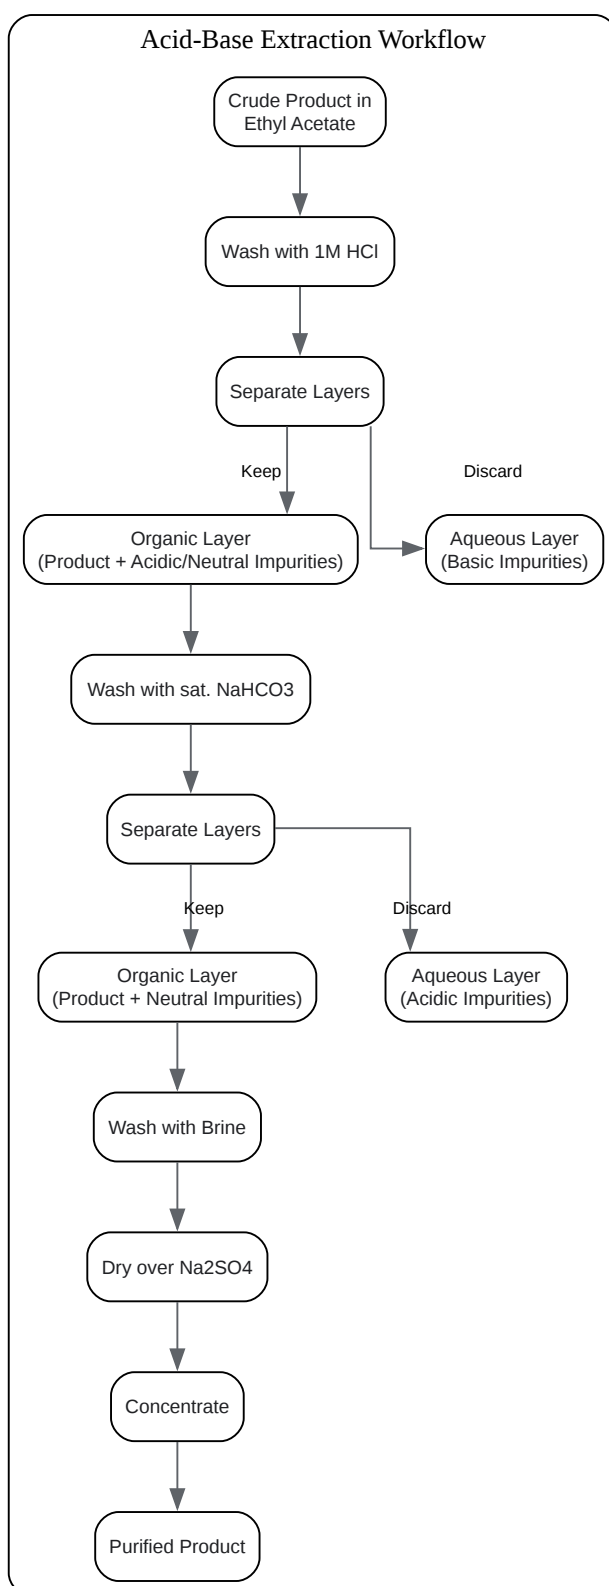 Acid-Base Extraction Workflow
Crude Product in
Ethyl Acetate
Wash with 1M HCl
Separate Layers
Keep
Discard
Organic Layer
(Product + Acidic/Neutral Impurities)
Aqueous Layer
(Basic Impurities)
Wash with sat. NaHCO3
Separate Layers
Keep
Discard
Organic Layer
(Product + Neutral Impurities)
Aqueous Layer
(Acidic Impurities)
Wash with Brine
Dry over Na2SO4
Concentrate
Purified Product